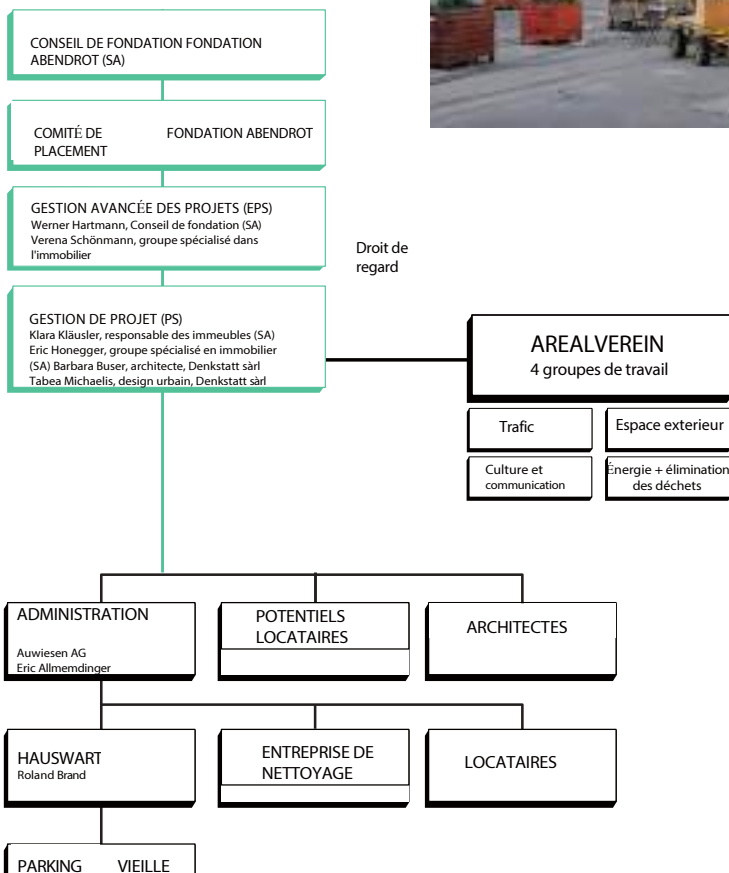 CONSEIL DE FONDATION FONDATION
ABENDROT (SA)
COMITÉ DE PLACEMENT FONDATION ABENDROT
GESTION AVANCÉE DES PROJETS (EPS)
Werner Hartmann, Conseil de fondation (SA)
Verena Schönmann, groupe spécialisé dans
l'immobilier
Droit de
regard
GESTION DE PROJET (PS)
Klara Kläusler, responsable des immeubles (SA)
Eric Honegger, groupe spécialisé en immobilier
(SA) Barbara Buser, architecte, Denkstatt sàrl
Tabea Michaelis, design urbain, Denkstatt sàrl
AREALVEREIN
4 groupes de travail
Trafic
Espace exterieur
Culture et
communication
Énergie + élimination
des déchets
ADMINISTRATION
Auwiesen AG
Eric Allmemdinger
POTENTIELS
LOCATAIRES
ARCHITECTES
HAUSWART
Roland Brand
ENTREPRISE DE
NETTOYAGE
LOCATAIRES
PARKING VIEILLE